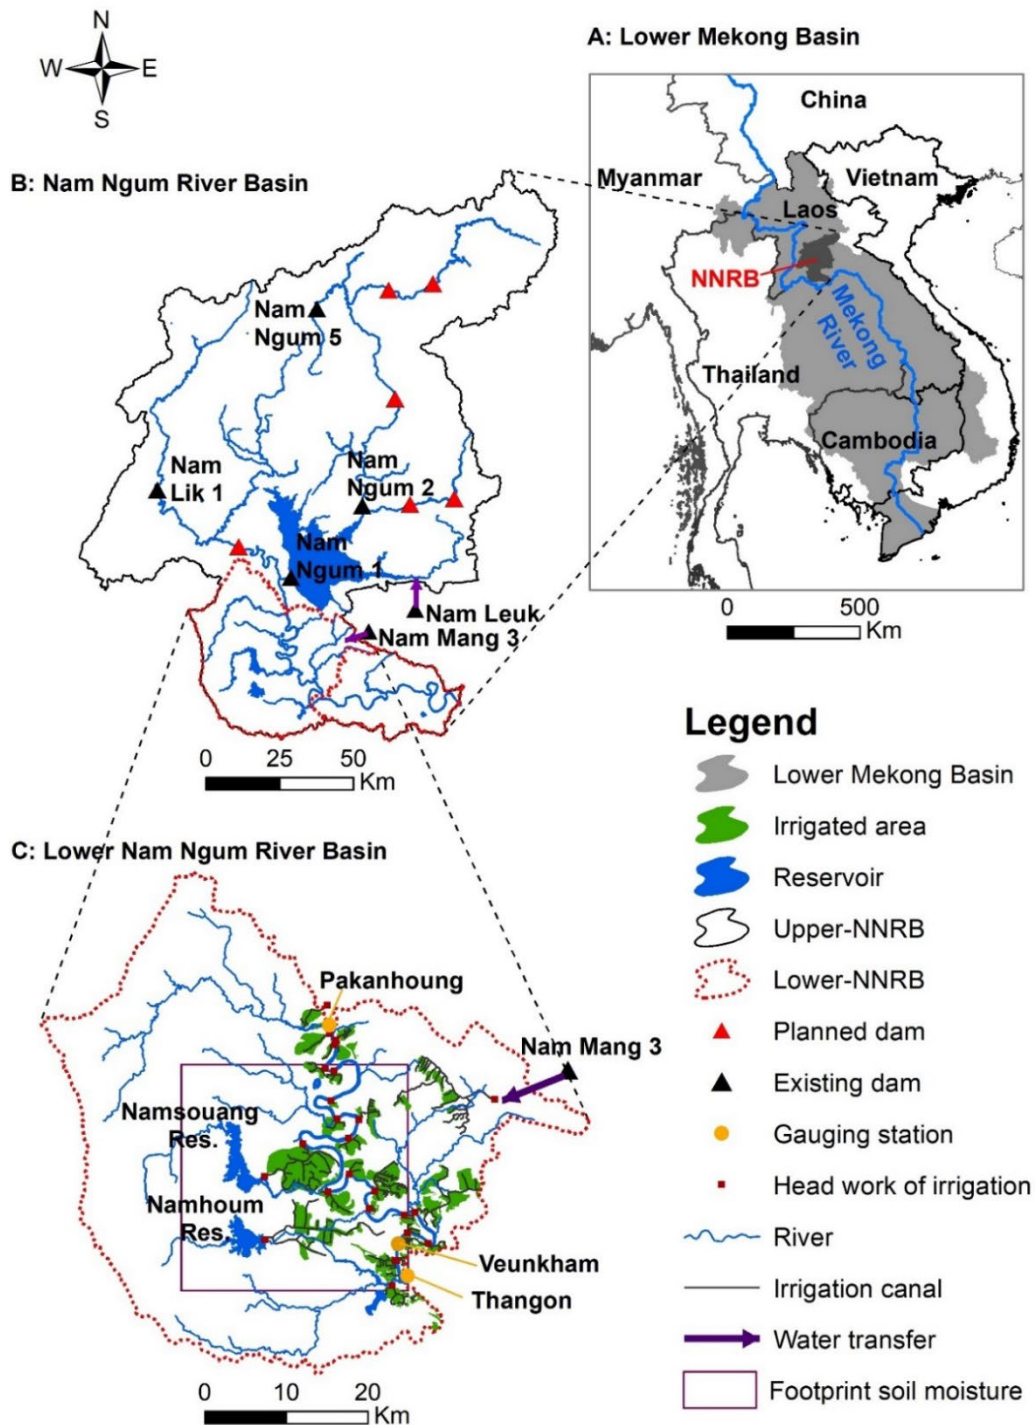 N
W E
S
A: Lower Mekong Basin
China
Myanmar
Vietnam
Laos
NNRB
Mekong
River
Thailand
Cambodia
0 500
Km
B: Nam Ngum River Basin
Nam
Ngum 5
Nam
Lik 1
Nam
Ngum 2
Nam
Ngum 1
Nam Leuk
Nam Mang 3
0 25 50
Km
C: Lower Nam Ngum River Basin
Pakanhoung
Nam Mang 3
Namsouang
Res.
Namhoum
Res.
Veunkham
Thangon
0 10 20
Km
Legend
Lower Mekong Basin
Irrigated area
Reservoir
Upper-NNRB
Lower-NNRB
Planned dam
Existing dam
Gauging station
Head work of irrigation
River
Irrigation canal
Water transfer
Footprint soil moisture